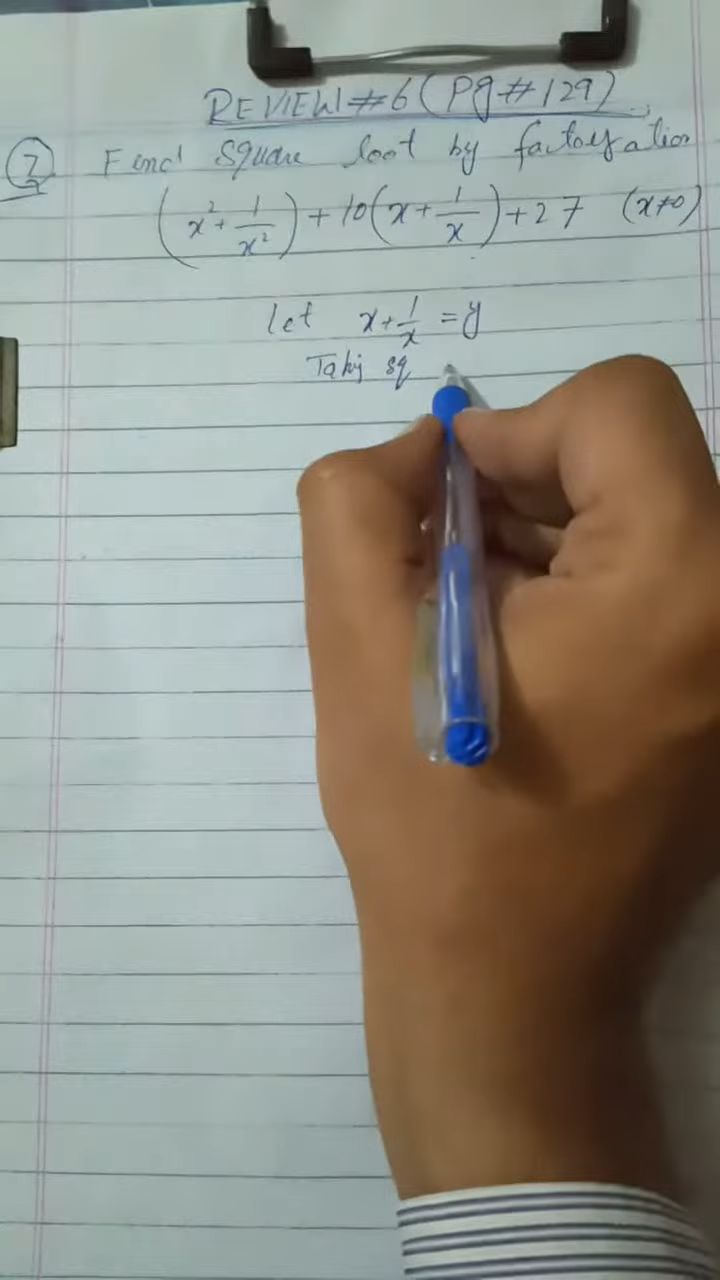 REVIEW#6 (Pg#129)
7 Find square root by factorization
(x² + 1/x²) + 10(x + 1/x) + 27 (x≠0)
let x + 1/x = y
Taking sq